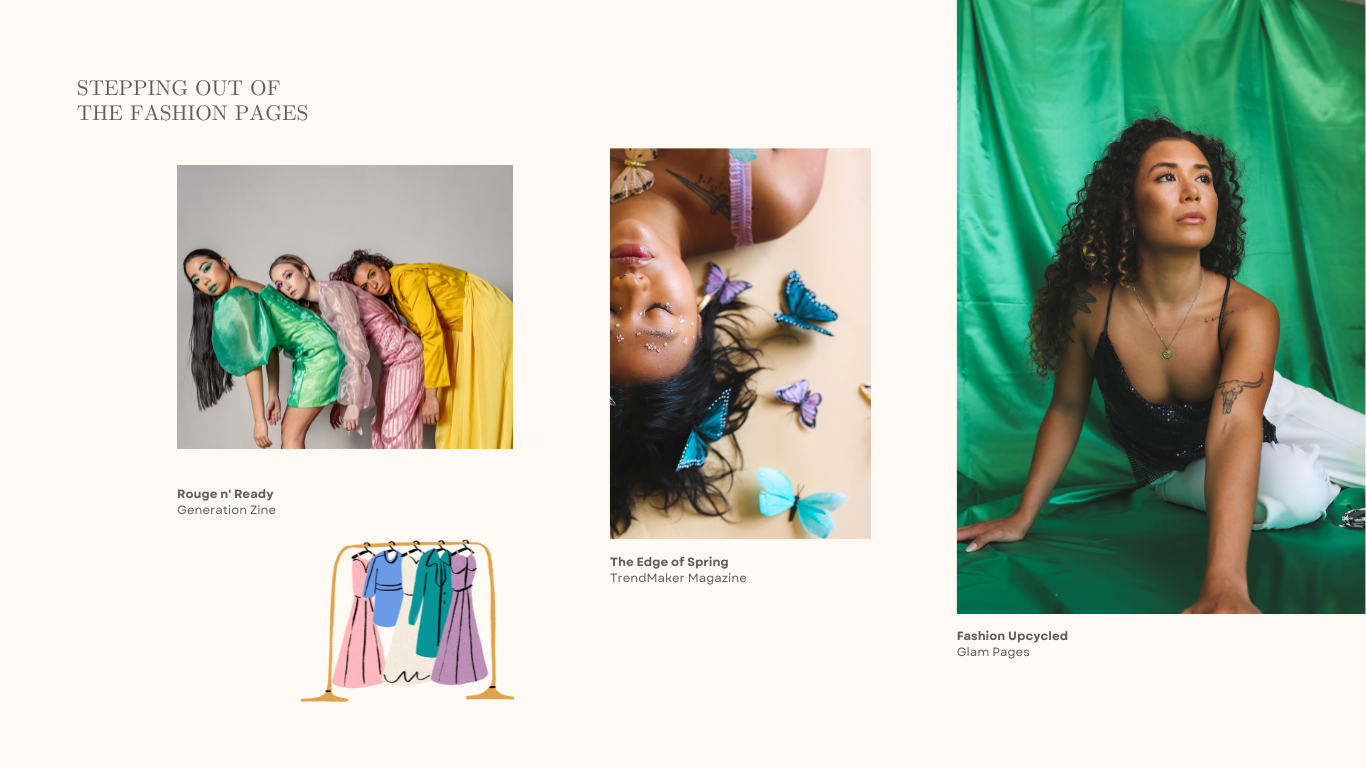 STEPPING OUT OF
THE FASHION PAGES
Rouge n' Ready
Generation Zine
The Edge of Spring
TrendMaker Magazine
Fashion Upcycled
Glam Pages